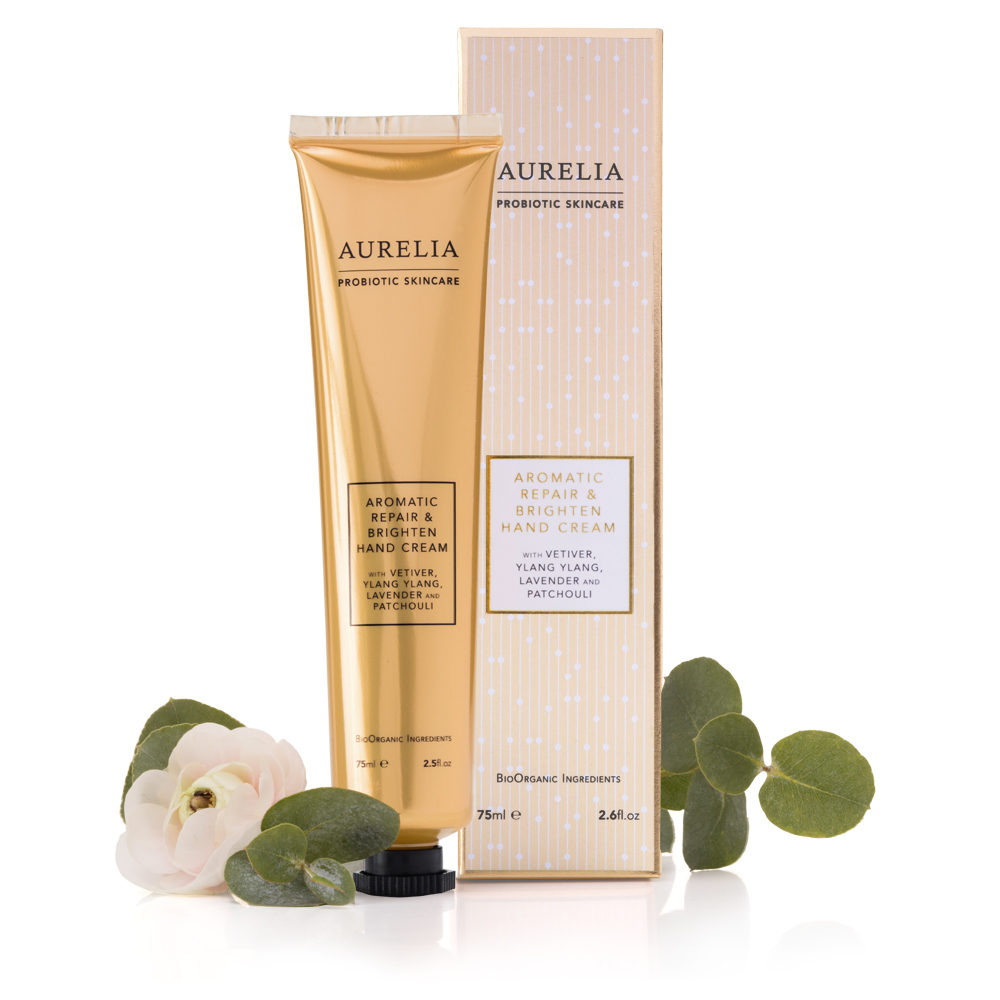 AURELIA
PROBIOTIC SKINCARE
AROMATIC
REPAIR &
BRIGHTEN
HAND CREAM
WITH VETIVER,
YLANG YLANG,
LAVENDER AND
PATCHOULI
BIOORGANIC INGREDIENTS
75ml ℮ 2.5fl.oz
AURELIA
PROBIOTIC SKINCARE
AROMATIC
REPAIR &
BRIGHTEN
HAND CREAM
WITH VETIVER,
YLANG YLANG,
LAVENDER AND
PATCHOULI
BIOORGANIC INGREDIENTS
75ml ℮ 2.6fl.oz